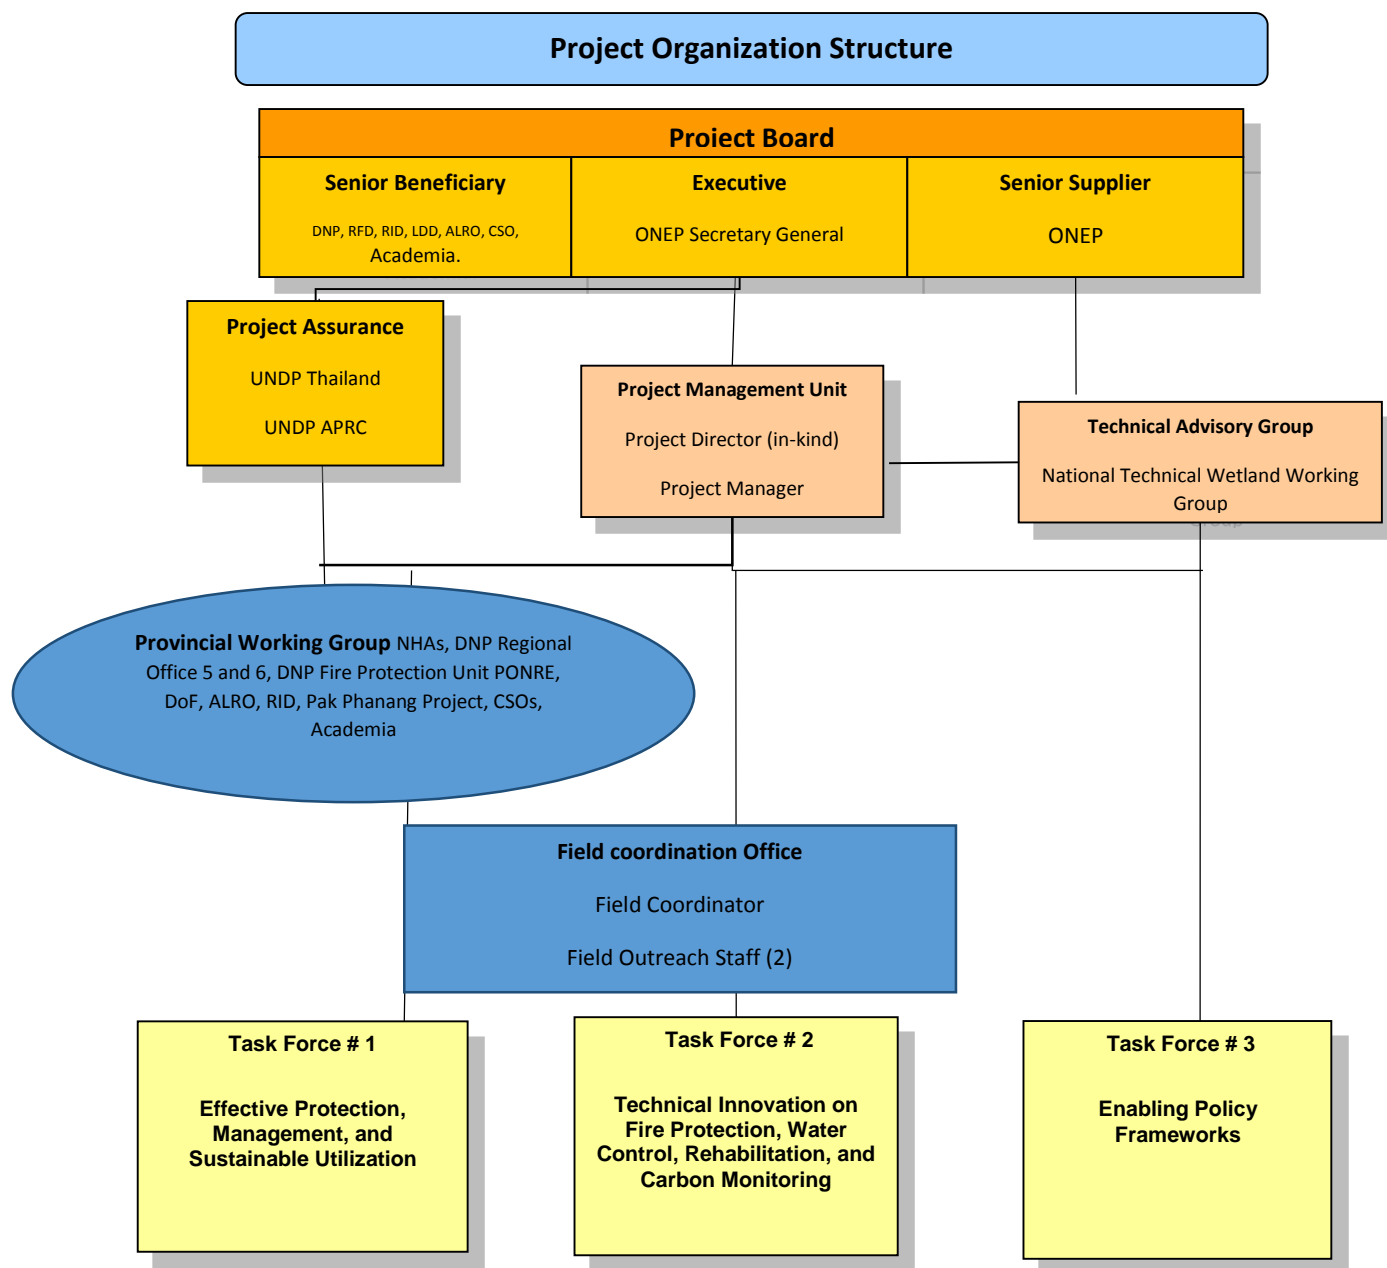 Project Organization Structure
Project Board
Senior Beneficiary
DNP, RFD, RID, LDD, ALRO, CSO,
Academia.
Executive
ONEP Secretary General
Senior Supplier
ONEP
Project Assurance
UNDP Thailand
UNDP APRC
Project Management Unit
Project Director (in-kind)
Project Manager
Technical Advisory Group
National Technical Wetland Working
Group
Provincial Working Group NHAs, DNP Regional
Office 5 and 6, DNP Fire Protection Unit PONRE,
DoF, ALRO, RID, Pak Phanang Project, CSOs,
Academia
Field coordination Office
Field Coordinator
Field Outreach Staff (2)
Task Force # 1
Effective Protection,
Management, and
Sustainable Utilization
Task Force # 2
Technical Innovation on
Fire Protection, Water
Control, Rehabilitation, and
Carbon Monitoring
Task Force # 3
Enabling Policy
Frameworks